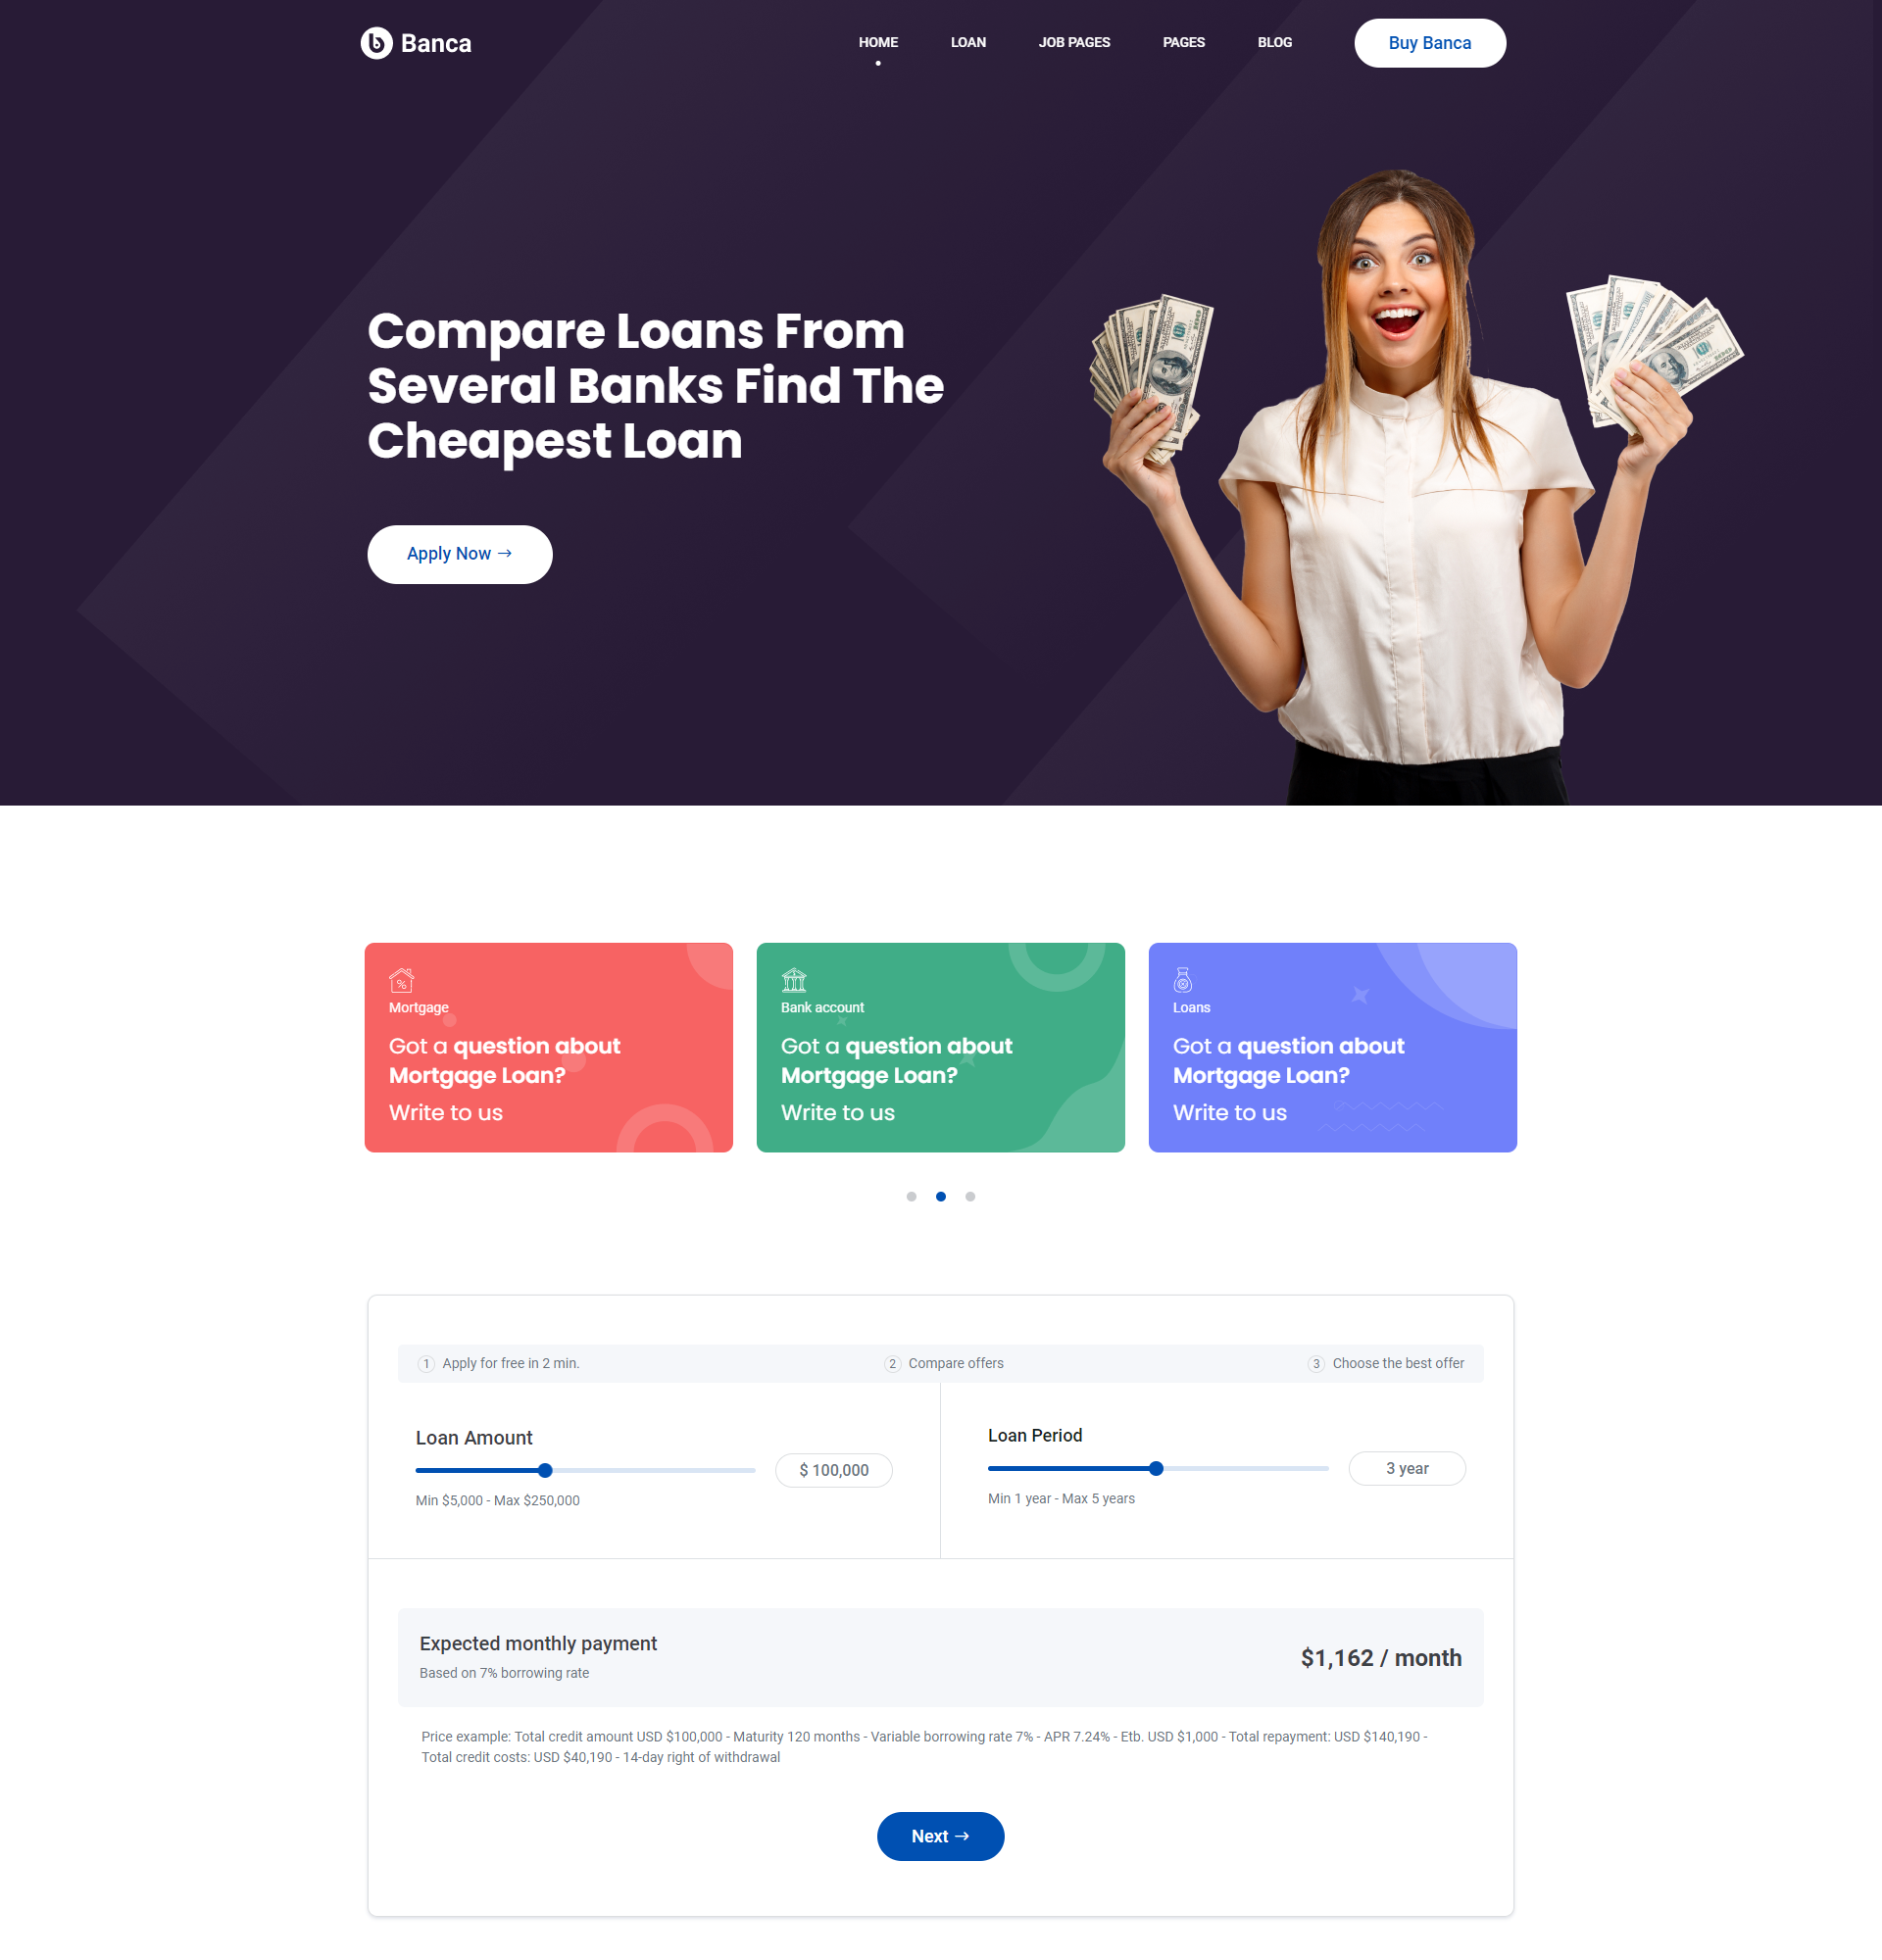 Banca
HOME LOAN JOB PAGES PAGES BLOG Buy Banca
Compare Loans From
Several Banks Find The
Cheapest Loan
Apply Now →
Mortgage
Got a question about
Mortgage Loan?
Write to us
Bank account
Got a question about
Mortgage Loan?
Write to us
Loans
Got a question about
Mortgage Loan?
Write to us
1 Apply for free in 2 min. 2 Compare offers 3 Choose the best offer
Loan Amount
$ 100,000
Min $5,000 - Max $250,000
Loan Period
3 year
Min 1 year - Max 5 years
Expected monthly payment
Based on 7% borrowing rate
$1,162 / month
Price example: Total credit amount USD $100,000 - Maturity 120 months - Variable borrowing rate 7% - APR 7.24% - Etb. USD $1,000 - Total repayment: USD $140,190 -
Total credit costs: USD $40,190 - 14-day right of withdrawal
Next →